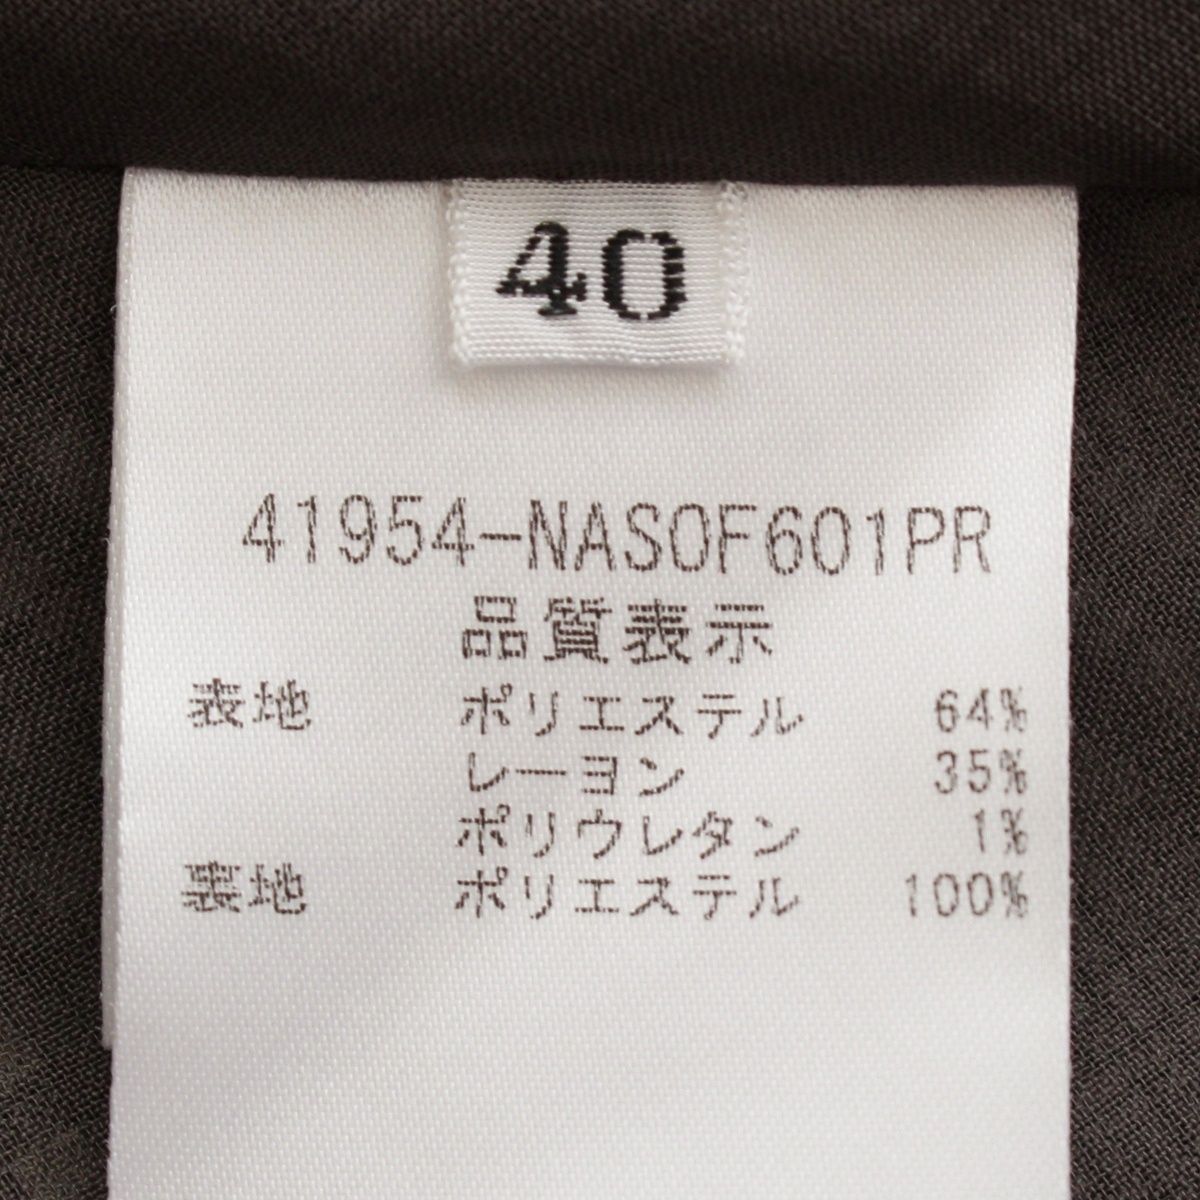 40
41954-NASOF601PR
品質表示
表地 ポリエステル 64%
レーヨン 35%
ポリウレタン 1%
裏地 ポリエステル 100%